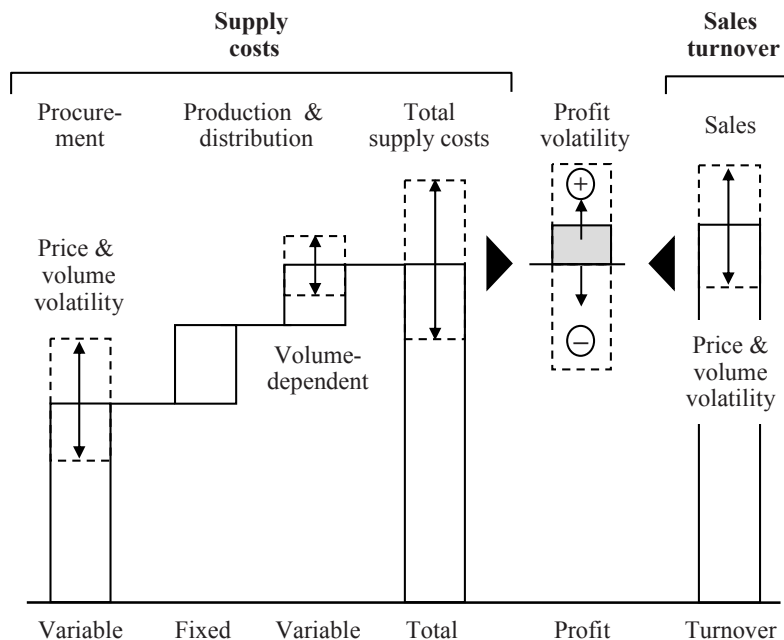 Supply
costs
Sales
turnover
Procure-
ment
Production &
distribution
Total
supply costs
Profit
volatility
Sales
+
Price &
volume
volatility
Volume-
dependent
−
Price &
volume
volatility
Variable
Fixed
Variable
Total
Profit
Turnover